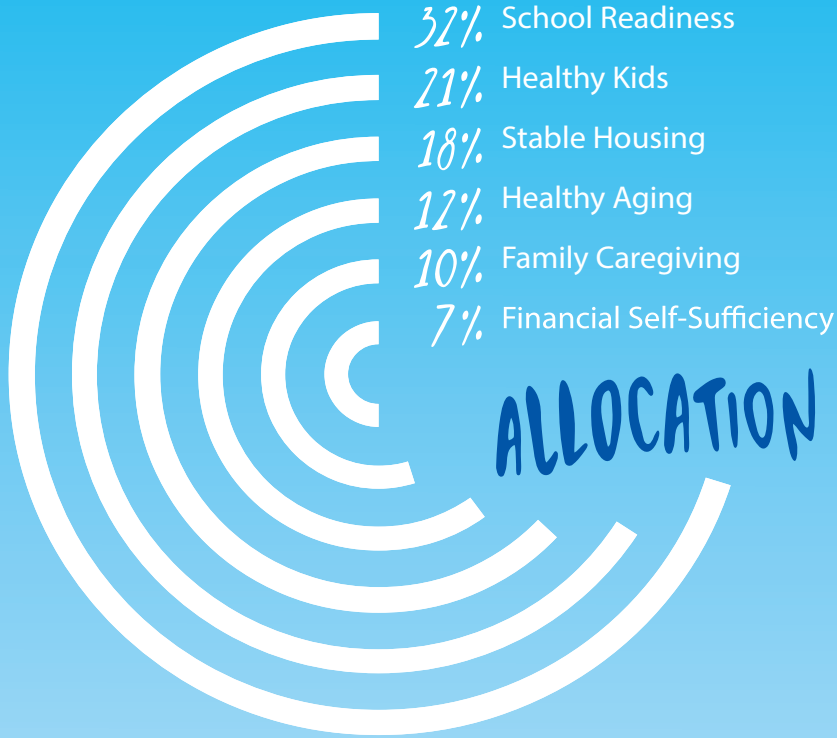 32% School Readiness
21% Healthy Kids
18% Stable Housing
12% Healthy Aging
10% Family Caregiving
7% Financial Self-Sufficiency
ALLOCATION